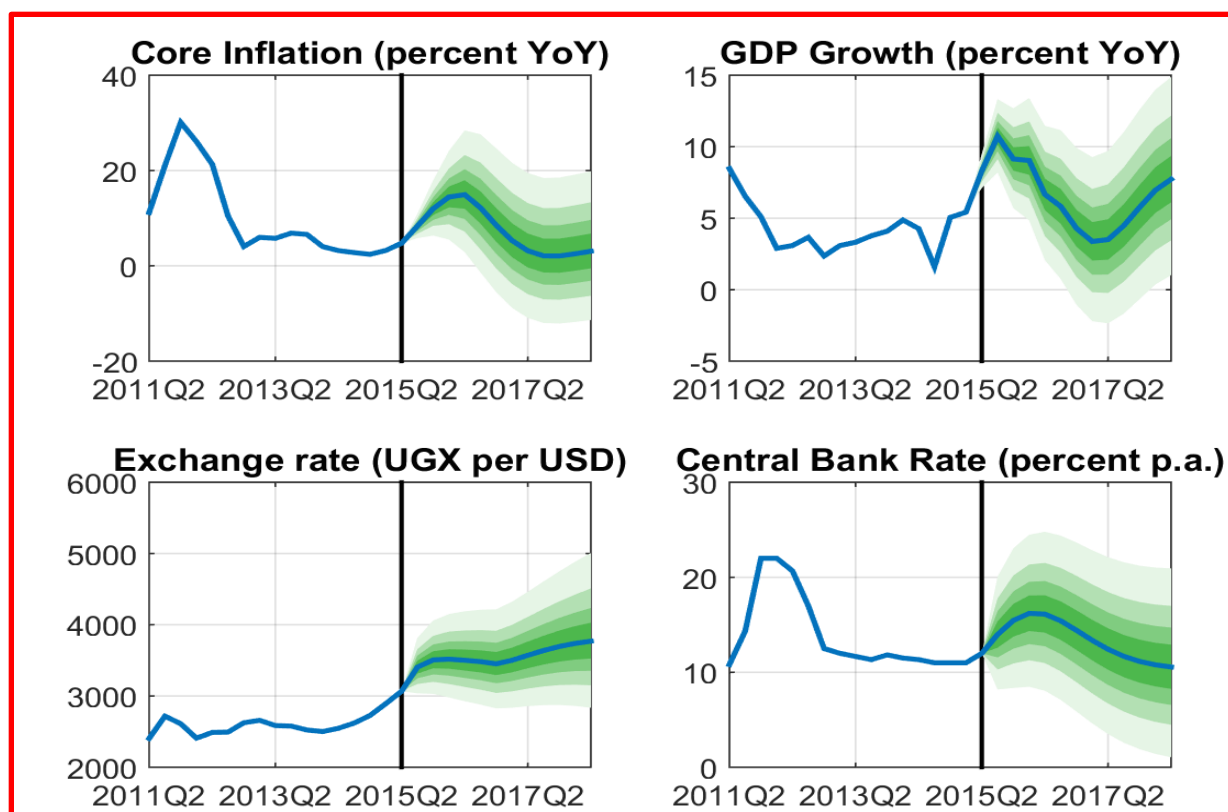 Core Inflation (percent YoY)
40
20
0
-20
2011Q2 2013Q2 2015Q2 2017Q2
GDP Growth (percent YoY)
15
10
5
0
-5
2011Q2 2013Q2 2015Q2 2017Q2
Exchange rate (UGX per USD)
6000
5000
4000
3000
2000
2011Q2 2013Q2 2015Q2 2017Q2
Central Bank Rate (percent p.a.)
30
20
10
0
2011Q2 2013Q2 2015Q2 2017Q2